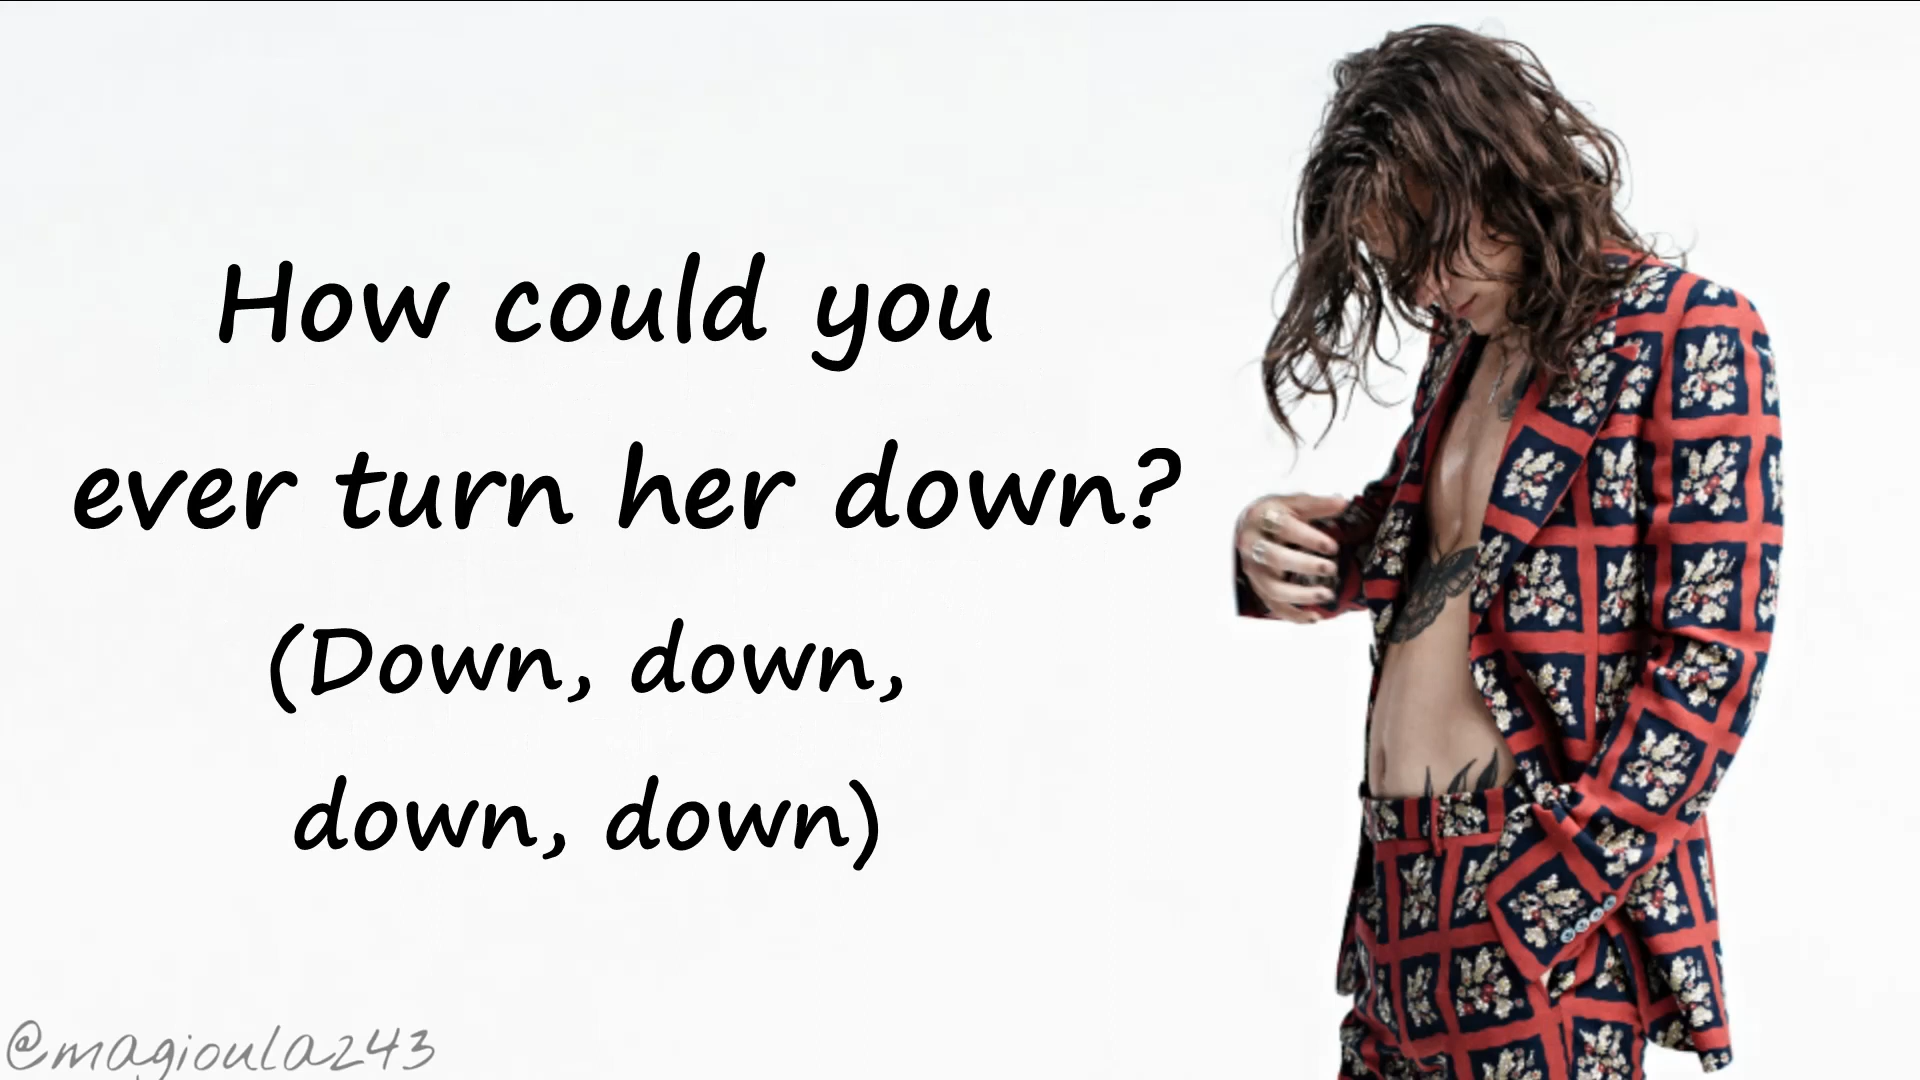 How could you
ever turn her down?
(Down, down,
down, down)
@magioula243